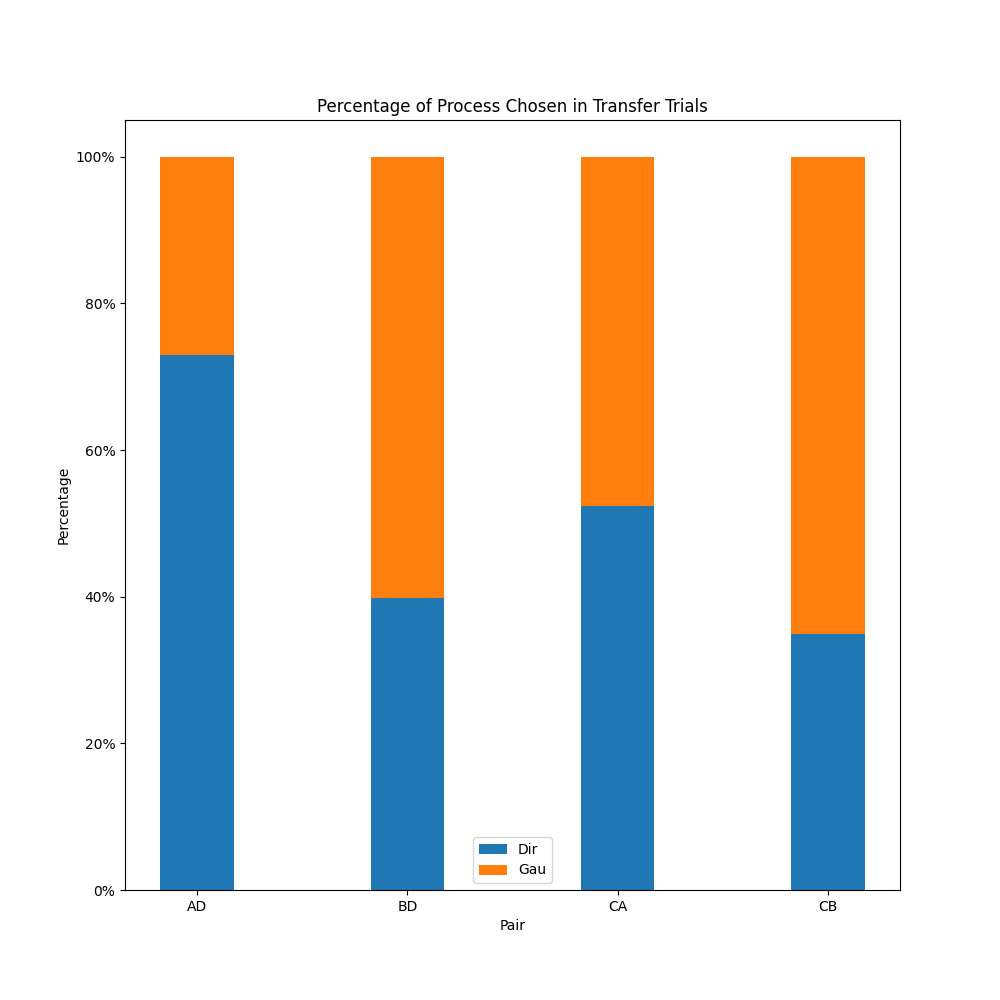 Percentage of Process Chosen in Transfer Trials
100%
80%
60%
40%
20%
0%
Percentage
Dir
Gau
AD BD CA CB
Pair